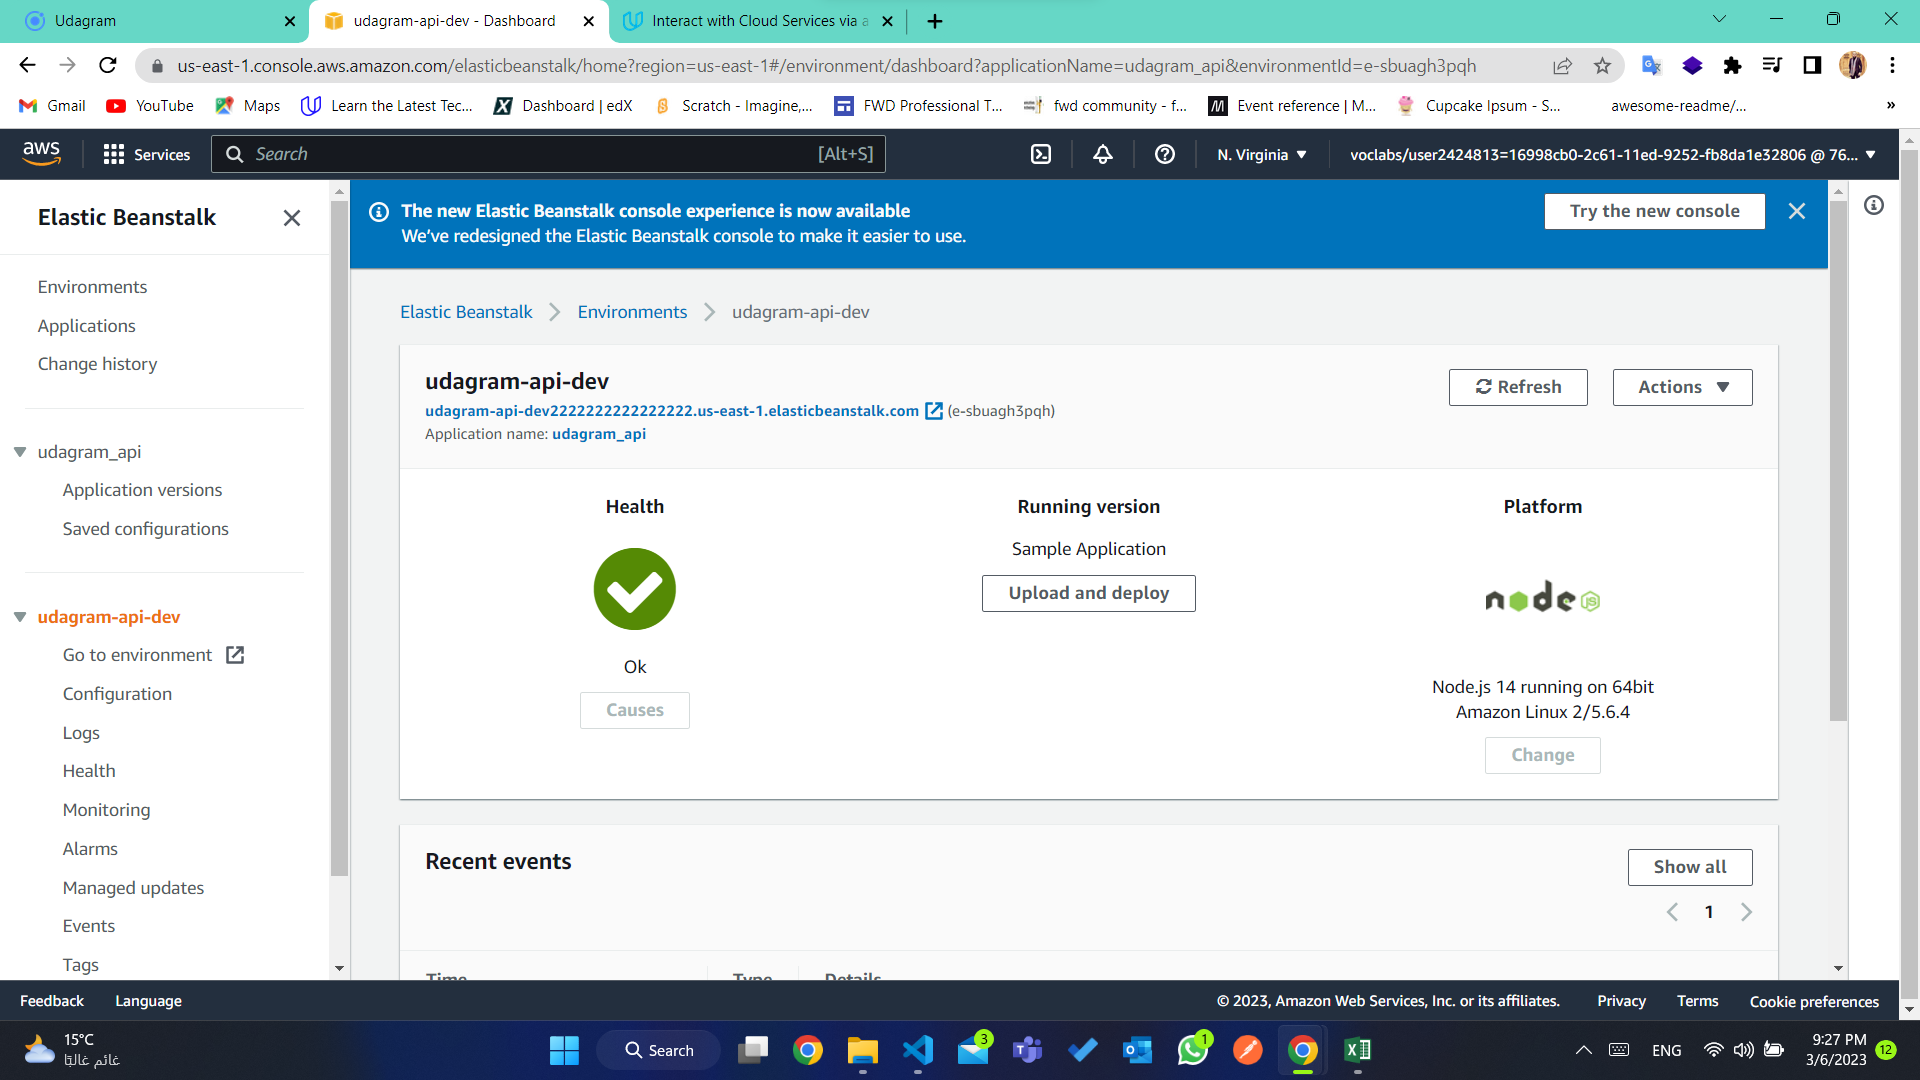 Udagram
udagram-api-dev - Dashboard
Interact with Cloud Services via a
us-east-1.console.aws.amazon.com/elasticbeanstalk/home?region=us-east-1#/environment/dashboard?applicationName=udagram_api&environmentId=e-sbuagh3pqh
Gmail
YouTube
Maps
Learn the Latest Tec...
Dashboard | edX
Scratch - Imagine,...
FWD Professional T...
fwd community - f...
Event reference | M...
Cupcake Ipsum - S...
awesome-readme/...
»
aws
Services
Search
[Alt+S]
N. Virginia
voclabs/user2424813=16998cb0-2c61-11ed-9252-fb8da1e32806 @ 76...
Elastic Beanstalk
Environments
Applications
Change history
udagram_api
Application versions
Saved configurations
udagram-api-dev
Go to environment
Configuration
Logs
Health
Monitoring
Alarms
Managed updates
Events
Tags
The new Elastic Beanstalk console experience is now available
We've redesigned the Elastic Beanstalk console to make it easier to use.
Try the new console
Elastic Beanstalk
Environments
udagram-api-dev
udagram-api-dev
udagram-api-dev2222222222222222.us-east-1.elasticbeanstalk.com (e-sbuagh3pqh)
Application name: udagram_api
Refresh
Actions
Health
Ok
Causes
Running version
Sample Application
Upload and deploy
Platform
node JS
Node.js 14 running on 64bit
Amazon Linux 2/5.6.4
Change
Recent events
Show all
1
Time
Type
Details
Feedback
Language
© 2023, Amazon Web Services, Inc. or its affiliates.
Privacy
Terms
Cookie preferences
15°C
غائم غالبًا
Search
3
1
ENG
9:27 PM
3/6/2023
12